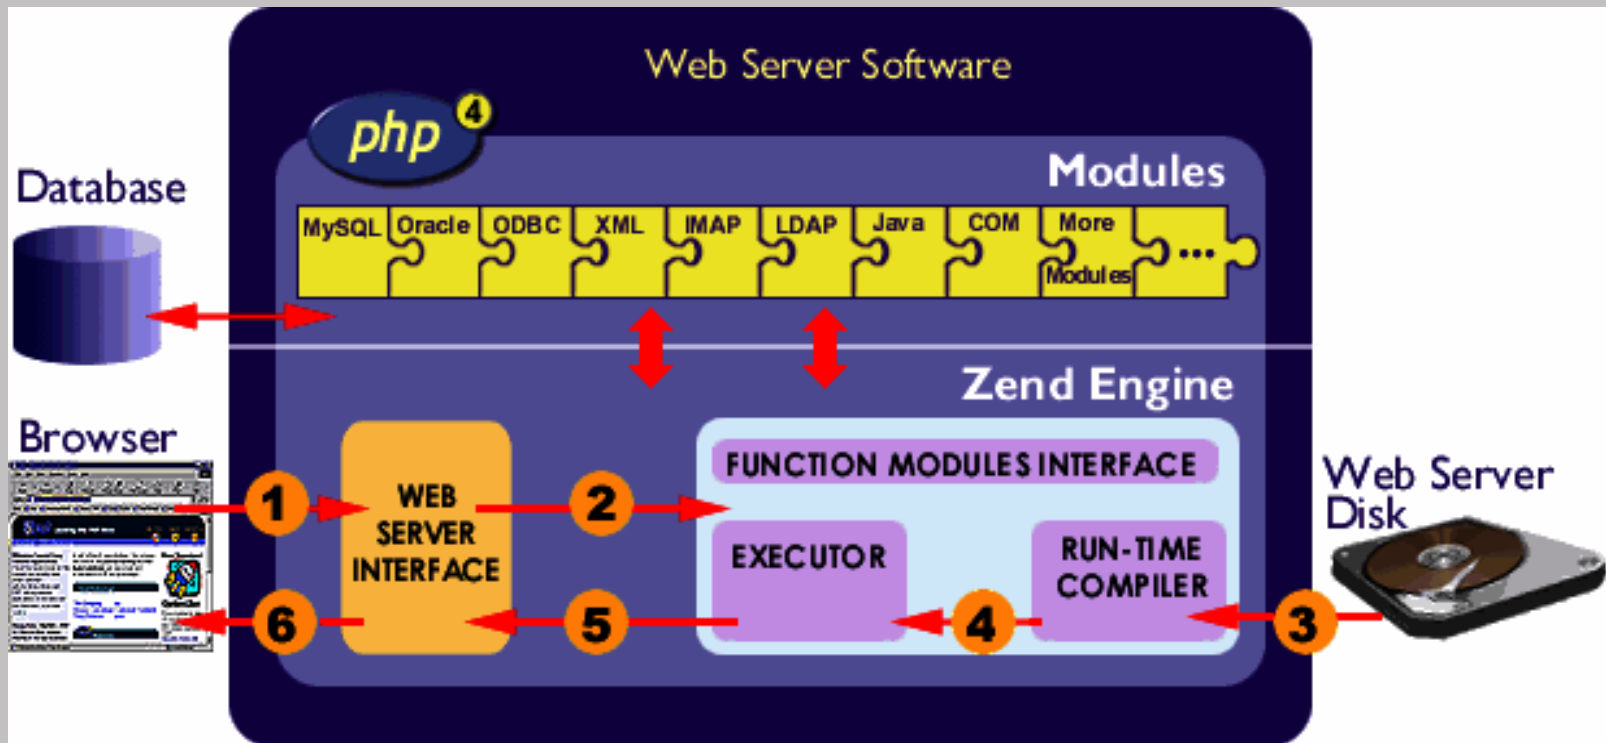 Web Server Software
php 4
Modules
Database
MySQL Oracle ODBC XML IMAP LDAP Java COM More Modules ...
Zend Engine
Browser
FUNCTION MODULES INTERFACE
Web Server
Disk
1
WEB
SERVER
INTERFACE
2
EXECUTOR
RUN-TIME
COMPILER
6
5
4
3